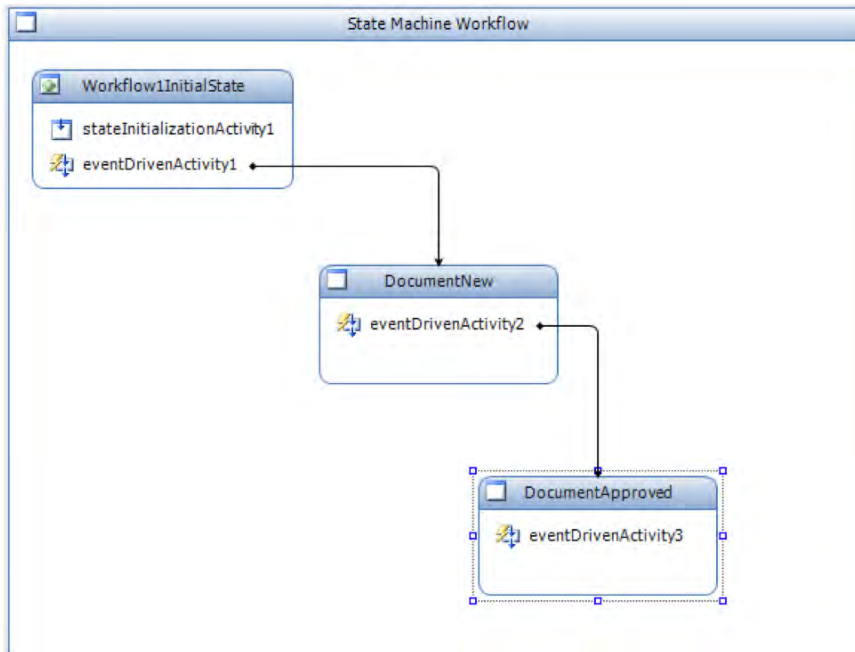 State Machine Workflow
Workflow1InitialState
stateInitializationActivity1
eventDrivenActivity1
DocumentNew
eventDrivenActivity2
DocumentApproved
eventDrivenActivity3